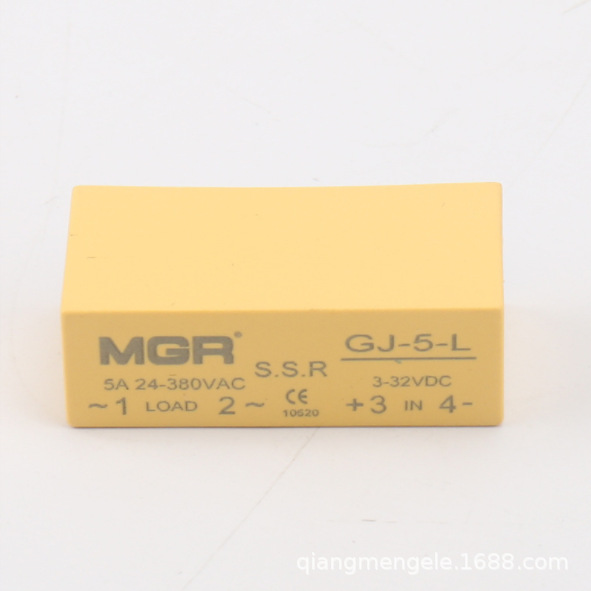 MGR® GJ-5-L
S.S.R
5A 24-380VAC 3-32VDC
~1 LOAD 2~ CE +3 IN 4-
10520
qiangmengele.1688.com